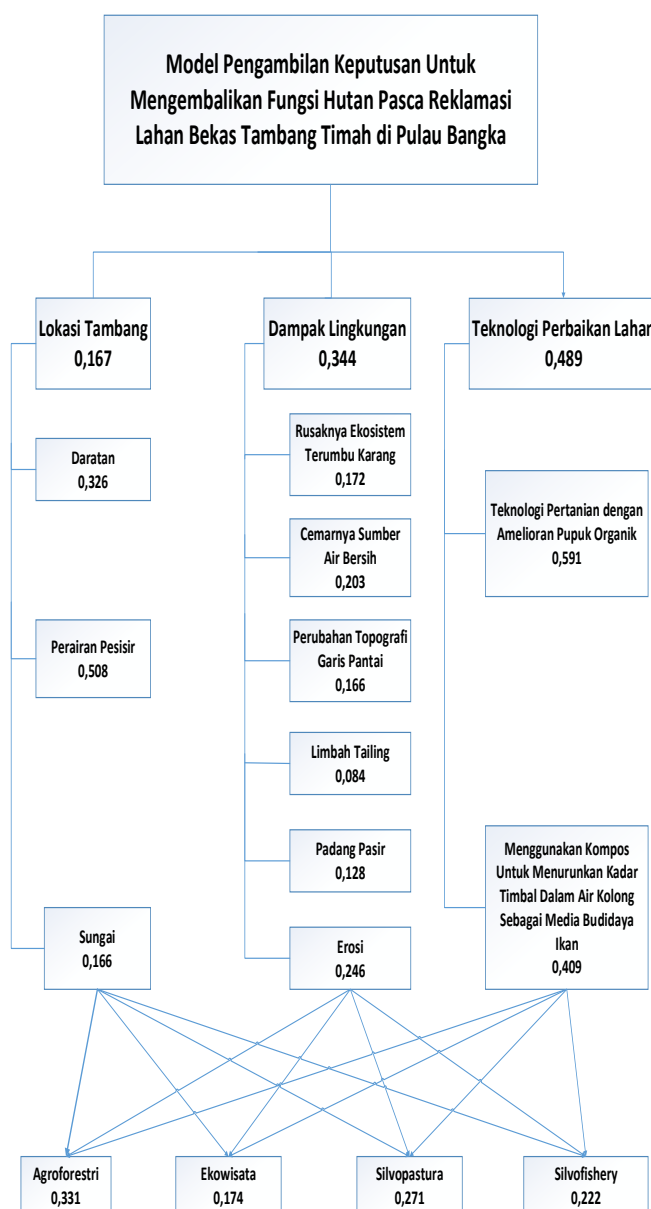 Model Pengambilan Keputusan Untuk
Mengembalikan Fungsi Hutan Pasca Reklamasi
Lahan Bekas Tambang Timah di Pulau Bangka
Lokasi Tambang
0,167
Dampak Lingkungan
0,344
Teknologi Perbaikan Lahan
0,489
Daratan
0,326
Perairan Pesisir
0,508
Sungai
0,166
Rusaknya Ekosistem
Terumbu Karang
0,172
Cemarnya Sumber
Air Bersih
0,203
Perubahan Topografi
Garis Pantai
0,166
Limbah Tailing
0,084
Padang Pasir
0,128
Erosi
0,246
Teknologi Pertanian dengan
Amelioran Pupuk Organik
0,591
Menggunakan Kompos
Untuk Menurunkan Kadar
Timbal Dalam Air Kolong
Sebagai Media Budidaya
Ikan
0,409
Agroforestri
0,331
Ekowisata
0,174
Silvopastura
0,271
Silvofishery
0,222